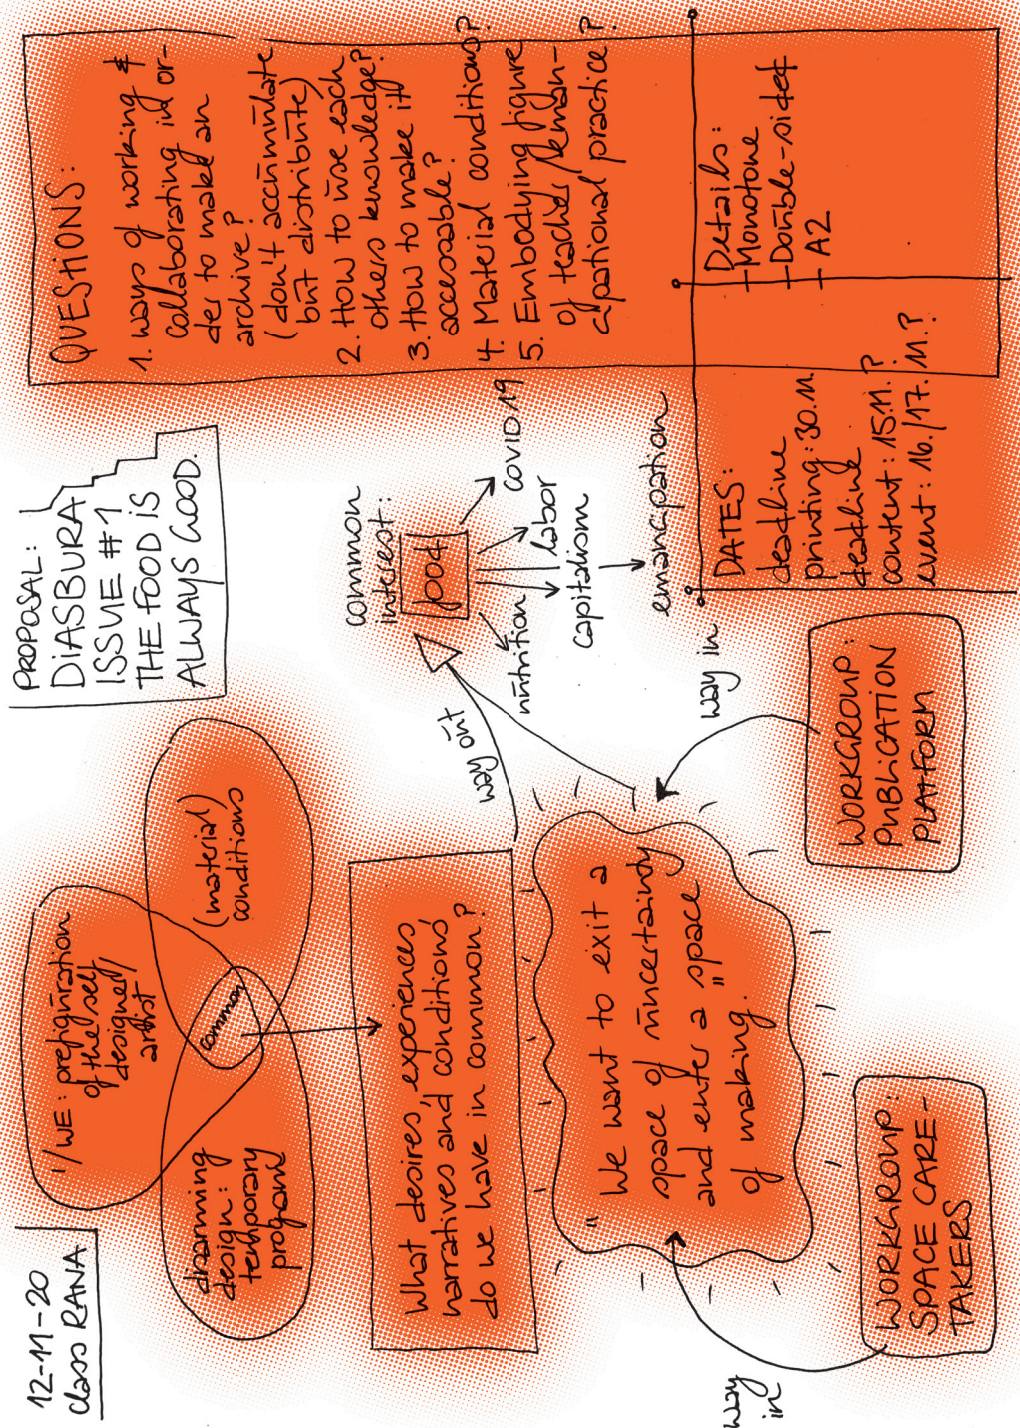 12-11-20
Class RANA
I/WE: prefiguration
of the self
designer/
artist
(material)
conditions
common
dreaming
design:
temporary
program
What desires, experiences,
narratives and conditions
do we have in common?
"We want to exit a
space of uncertaindy
and enter a "space
of making.
WORKGROUP:
SPACE CARE-
TAKERS
way
in
WORKGROUP:
PUBLICATION
PLATFORM
way in
way out
PROPOSAL:
DIASBURA
ISSUE #1
THE FOOD IS
ALWAYS GOOD.
common
interest:
food
nutrition
capitalism
labor
COVID19
emancipation
QUESTIONS:
1. ways of working &
collaborating in or-
der to make an
archive?
(don't accumulate
but distribute)
2. How to use each
others knowledge?
3. How to make it
accessable?
4. Material conditions?
5. Embodying figure
of teacher/eman-
cipational practice?
DATES:
deadline
printing: 30.11.
deadline
content: 15.11.?
event: 16./17.11.?
Details:
- Monotone
- Double-sided
- A2